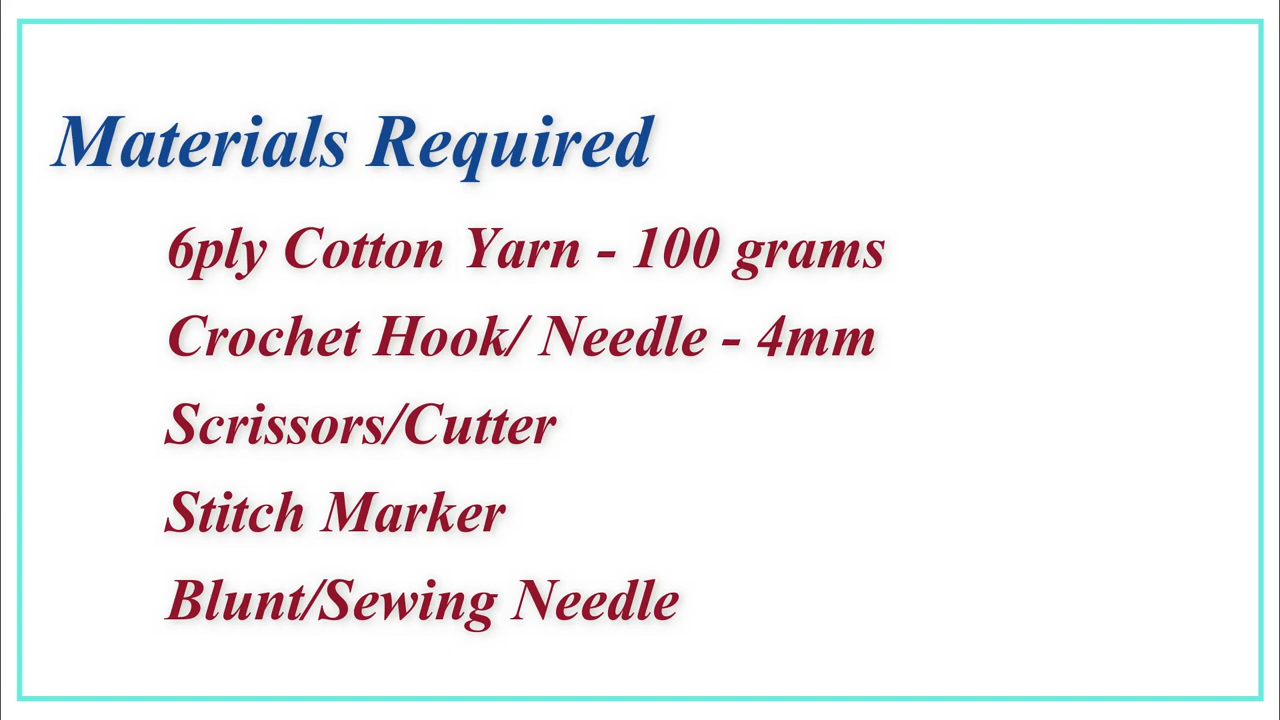 Materials Required
6ply Cotton Yarn - 100 grams
Crochet Hook/ Needle - 4mm
Scrissors/Cutter
Stitch Marker
Blunt/Sewing Needle